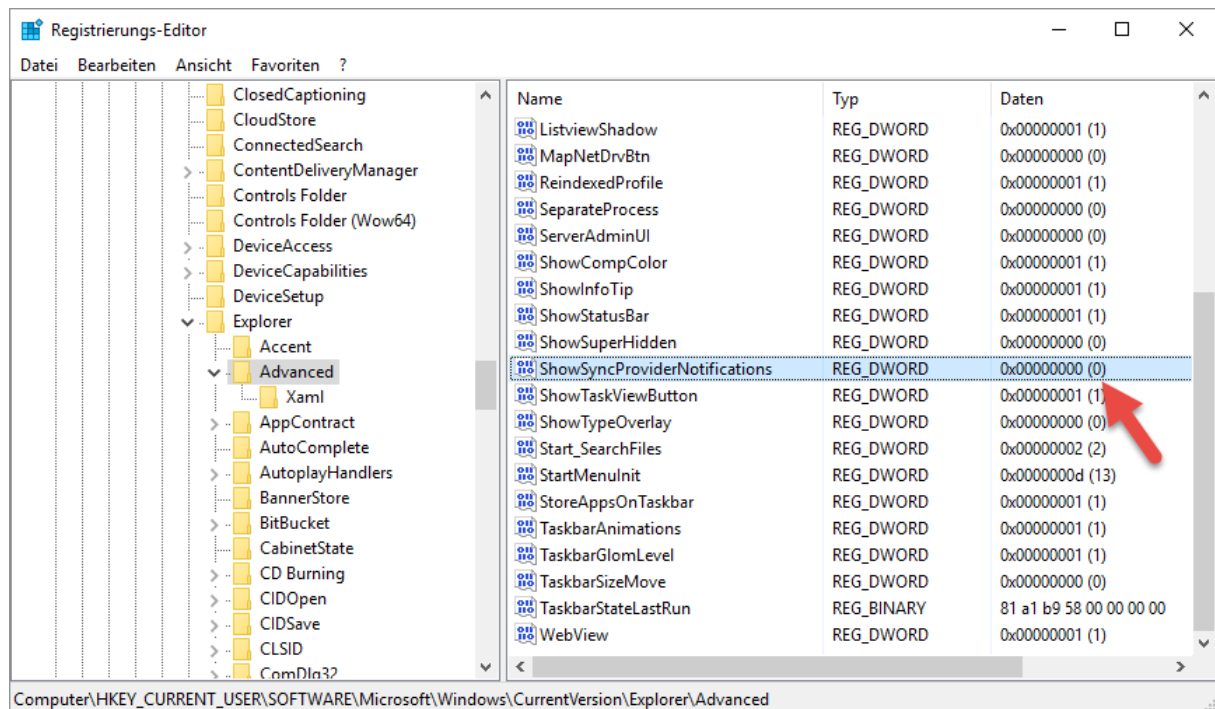 Registrierungs-Editor
Datei Bearbeiten Ansicht Favoriten ?
ClosedCaptioning
CloudStore
ConnectedSearch
ContentDeliveryManager
Controls Folder
Controls Folder (Wow64)
DeviceAccess
DeviceCapabilities
DeviceSetup
Explorer
Accent
Advanced
Xaml
AppContract
AutoComplete
AutoplayHandlers
BannerStore
BitBucket
CabinetState
CD Burning
CIDOpen
CIDSave
CLSID
ComDlg32
Name Typ Daten
ListviewShadow REG_DWORD 0x00000001 (1)
MapNetDrvBtn REG_DWORD 0x00000000 (0)
ReindexedProfile REG_DWORD 0x00000001 (1)
SeparateProcess REG_DWORD 0x00000000 (0)
ServerAdminUI REG_DWORD 0x00000000 (0)
ShowCompColor REG_DWORD 0x00000001 (1)
ShowInfoTip REG_DWORD 0x00000001 (1)
ShowStatusBar REG_DWORD 0x00000001 (1)
ShowSuperHidden REG_DWORD 0x00000000 (0)
ShowSyncProviderNotifications REG_DWORD 0x00000000 (0)
ShowTaskViewButton REG_DWORD 0x00000001 (1)
ShowTypeOverlay REG_DWORD 0x00000000 (0)
Start_SearchFiles REG_DWORD 0x00000002 (2)
StartMenuInit REG_DWORD 0x0000000d (13)
StoreAppsOnTaskbar REG_DWORD 0x00000001 (1)
TaskbarAnimations REG_DWORD 0x00000001 (1)
TaskbarGlomLevel REG_DWORD 0x00000001 (1)
TaskbarSizeMove REG_DWORD 0x00000000 (0)
TaskbarStateLastRun REG_BINARY 81 a1 b9 58 00 00 00 00
WebView REG_DWORD 0x00000001 (1)
Computer\HKEY_CURRENT_USER\SOFTWARE\Microsoft\Windows\CurrentVersion\Explorer\Advanced